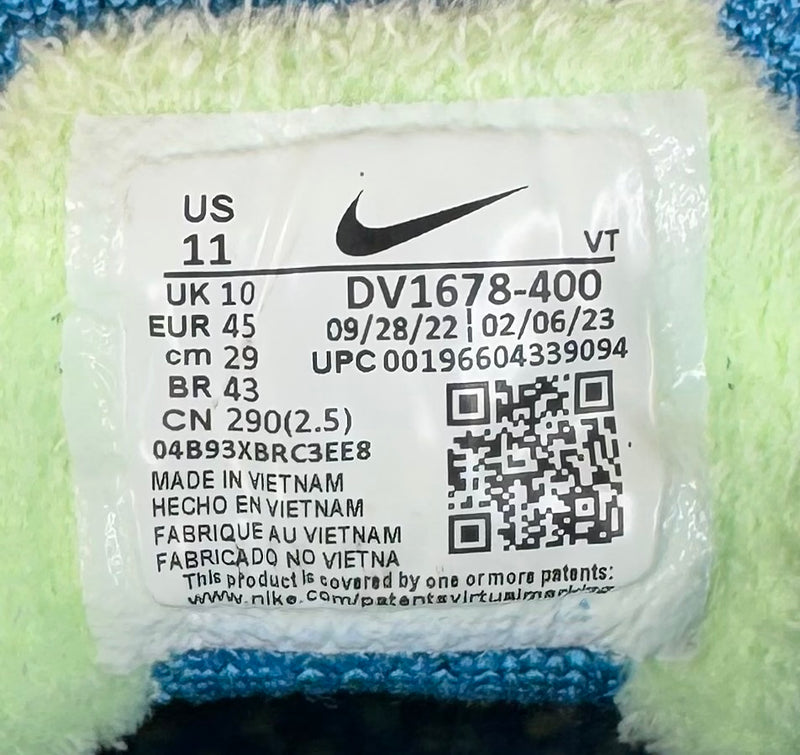 US
11
VT
UK 10
DV1678-400
EUR 45
09/28/22 ¦ 02/06/23
cm 29
UPC 00196604339094
BR 43
CN 290(2.5)
04B93XBRC3EE8
MADE IN VIETNAM
HECHO EN VIETNAM
FABRIQUE AU VIETNAM
FABRICADO NO VIETNA
This product is covered by one or more patents:
www.nike.com/patentsvirtualmarking